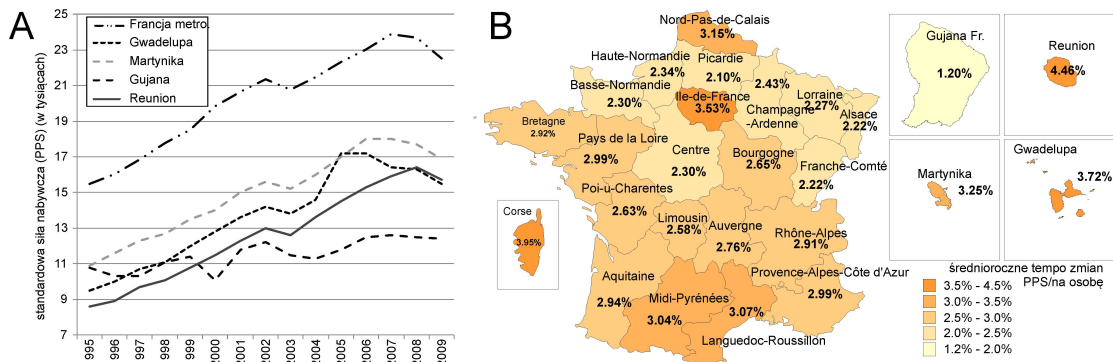 A
standardowa siła nabywcza (PPS) (w tysiącach)
25
23
21
19
17
15
13
11
9
7
Francja metro.
Gwadelupa
Martynika
Gujana
Reunion
1995
1996
1997
1998
1999
2000
2001
2002
2003
2004
2005
2006
2007
2008
2009
B
Nord-Pas-de-Calais
3.15%
Haute-Normandie
2.34%
Picardie
2.10%
Basse-Normandie
2.30%
Ile-de-France
3.53%
2.43%
Champagne
-Ardenne
Lorraine
2.27%
Alsace
2.22%
Bretagne
2.92%
Pays de la Loire
2.99%
Centre
2.30%
Bourgogne
2.65%
Franche-Comté
2.22%
Poi-u-Charentes
2.63%
Limousin
2.58%
Auvergne
2.76%
Rhône-Alpes
2.91%
Corse
3.95%
Aquitaine
2.94%
Midi-Pyrénées
3.04%
3.07%
Languedoc-Roussillon
Provence-Alpes-Côte d'Azur
2.99%
Gujana Fr.
1.20%
Reunion
4.46%
Martynika
3.25%
Gwadelupa
3.72%
średnioroczne tempo zmian
PPS/na osobę
3.5% - 4.5%
3.0% - 3.5%
2.5% - 3.0%
2.0% - 2.5%
1.2% - 2.0%